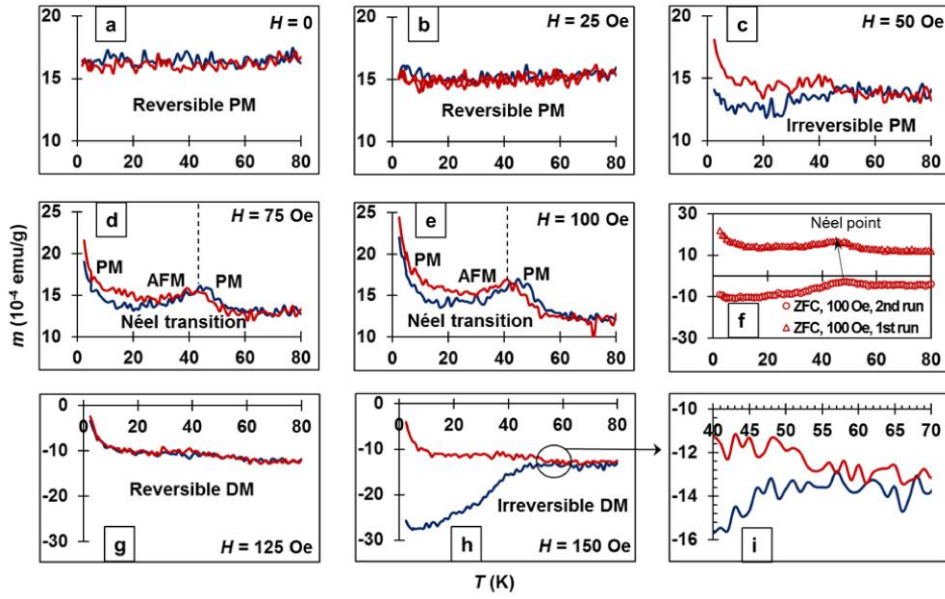 20
a
H = 0
15
Reversible PM
10
0 20 40 60 80
20
b
H = 25 Oe
15
Reversible PM
10
0 20 40 60 80
20
c
H = 50 Oe
15
Irreversible PM
10
0 20 40 60 80
m (10⁻⁴ emu/g)
25
d
H = 75 Oe
20
PM
AFM
PM
15
Néel transition
10
0 20 40 60 80
25
e
H = 100 Oe
20
PM
AFM
PM
15
Néel transition
10
0 20 40 60 80
30
Néel point
10
0 20 40 60 80
-10
ZFC, 100 Oe, 2nd run
f
ZFC, 100 Oe, 1st run
-30
0
0 20 40 60 80
-10
Reversible DM
-20
g
-30
H = 125 Oe
0
0 20 40 60 80
-10
-20
Irreversible DM
h
-30
H = 150 Oe
-10
40 45 50 55 60 65 70
-12
-14
-16
i
T (K)